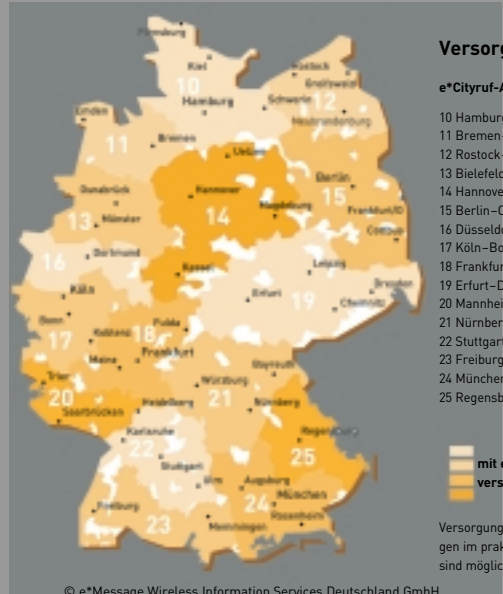 Flensburg
Kiel
10
Hamburg
Rostock
Greifswald
Schwerin
12
Neubrandenburg
Emden
11
Bremen
Uelzen
Berlin
Osnabrück
Hannover
14
Magdeburg
15
Frankfurt/O
13
Münster
Cottbus
16
Dortmund
Kassel
Leipzig
Dresden
Köln
Erfurt
19
Chemnitz
Bonn
17
Koblenz
18
Fulda
Frankfurt
Mainz
Bayreuth
Trier
20
Würzburg
Saarbrücken
Heidelberg
21
Nürnberg
Karlsruhe
22
Regensburg
25
Stuttgart
Ulm
Augsburg
24
München
Freiburg
23
Memmingen
Rosenheim
Versorg
e*Cityruf-A
10 Hamburg
11 Bremen-
12 Rostock-
13 Bielefeld
14 Hannove
15 Berlin–C
16 Düsseldo
17 Köln–Bo
18 Frankfur
19 Erfurt–D
20 Mannhei
21 Nürnber
22 Stuttgart
23 Freiburg
24 München
25 Regensb
mit e
vers
Versorgung
gen im prak
sind möglic
© e*Message Wireless Information Services Deutschland GmbH